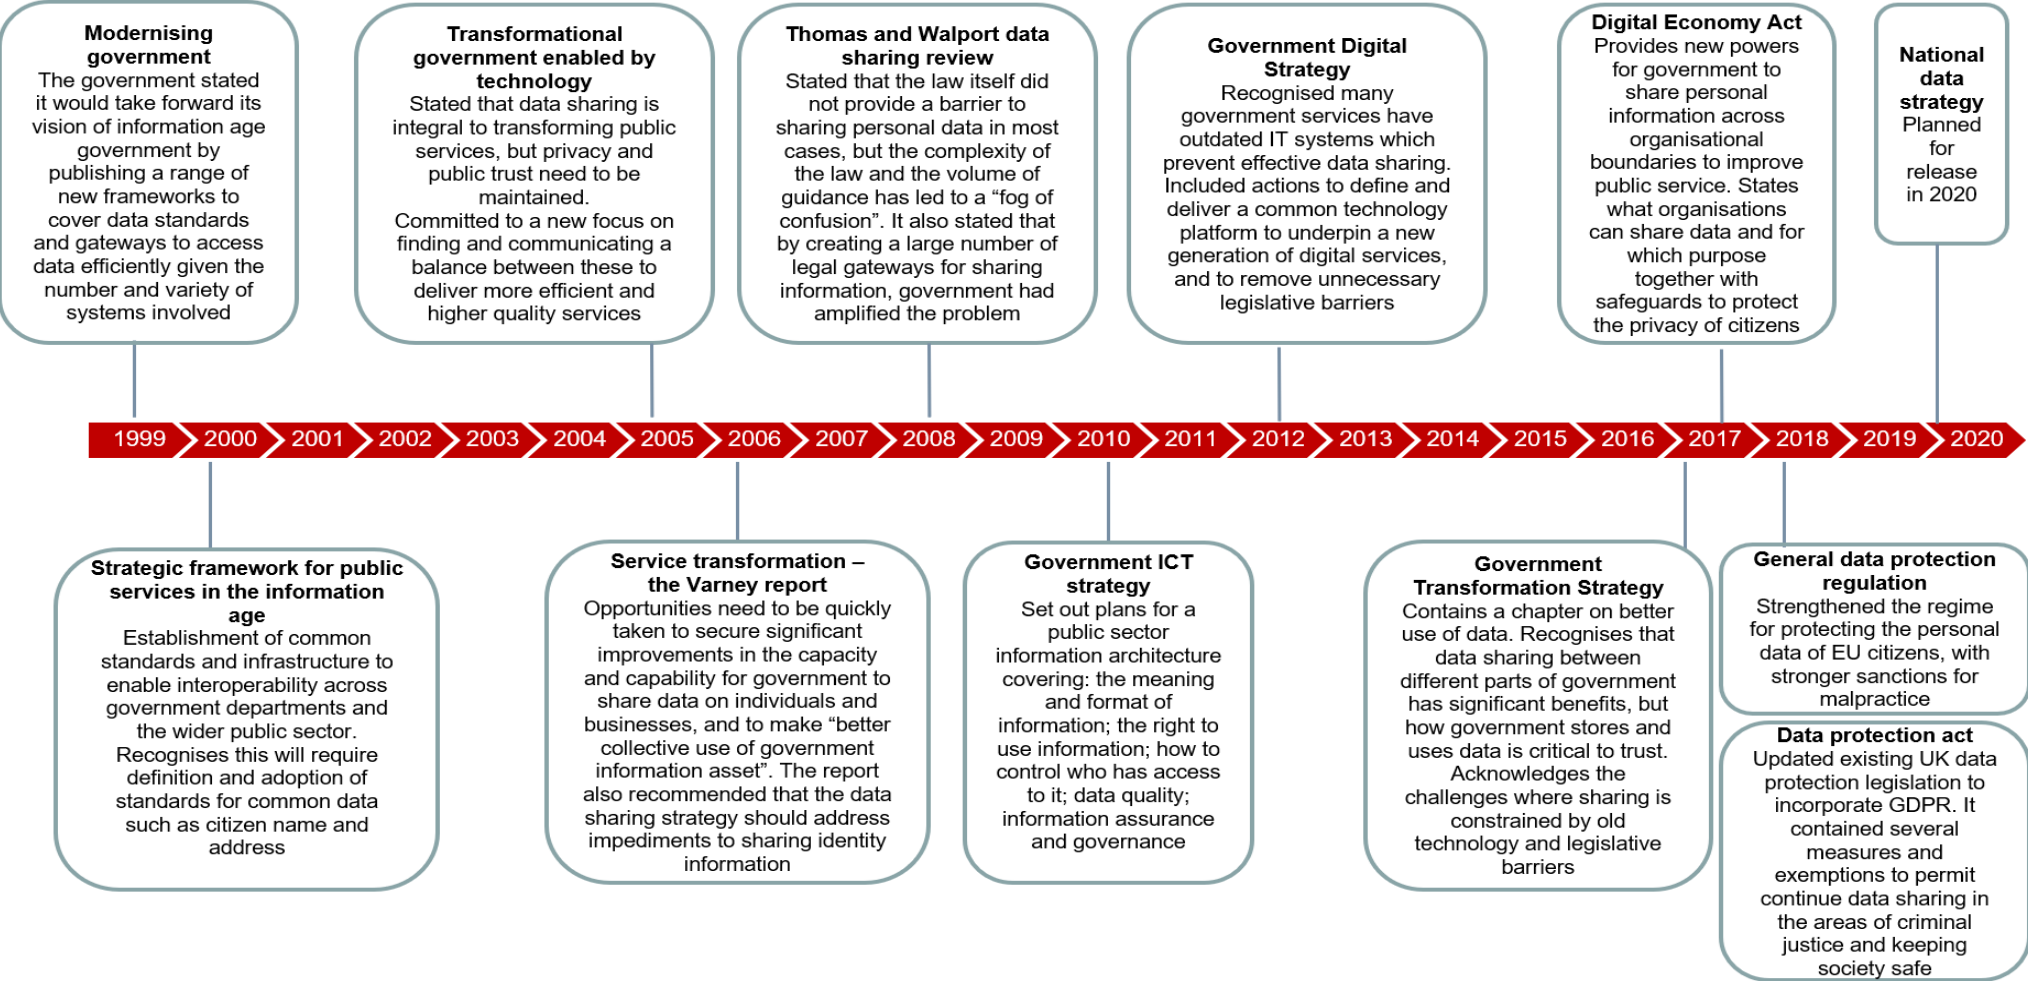 Modernising
government
The government stated
it would take forward its
vision of information age
government by
publishing a range of
new frameworks to
cover data standards
and gateways to access
data efficiently given the
number and variety of
systems involved
Transformational
government enabled by
technology
Stated that data sharing is
integral to transforming public
services, but privacy and
public trust need to be
maintained.
Committed to a new focus on
finding and communicating a
balance between these to
deliver more efficient and
higher quality services
Thomas and Walport data
sharing review
Stated that the law itself did
not provide a barrier to
sharing personal data in most
cases, but the complexity of
the law and the volume of
guidance has led to a “fog of
confusion”. It also stated that
by creating a large number of
legal gateways for sharing
information, government had
amplified the problem
Government Digital
Strategy
Recognised many
government services have
outdated IT systems which
prevent effective data sharing.
Included actions to define and
deliver a common technology
platform to underpin a new
generation of digital services,
and to remove unnecessary
legislative barriers
Digital Economy Act
Provides new powers
for government to
share personal
information across
organisational
boundaries to improve
public service. States
what organisations
can share data and for
which purpose
together with
safeguards to protect
the privacy of citizens
National
data
strategy
Planned
for
release
in 2020
1999 2000 2001 2002 2003 2004 2005 2006 2007 2008 2009 2010 2011 2012 2013 2014 2015 2016 2017 2018 2019 2020
Strategic framework for public
services in the information
age
Establishment of common
standards and infrastructure to
enable interoperability across
government departments and
the wider public sector.
Recognises this will require
definition and adoption of
standards for common data
such as citizen name and
address
Service transformation –
the Varney report
Opportunities need to be quickly
taken to secure significant
improvements in the capacity
and capability for government to
share data on individuals and
businesses, and to make “better
collective use of government
information asset”. The report
also recommended that the data
sharing strategy should address
impediments to sharing identity
information
Government ICT
strategy
Set out plans for a
public sector
information architecture
covering: the meaning
and format of
information; the right to
use information; how to
control who has access
to it; data quality;
information assurance
and governance
Government
Transformation Strategy
Contains a chapter on better
use of data. Recognises that
data sharing between
different parts of government
has significant benefits, but
how government stores and
uses data is critical to trust.
Acknowledges the
challenges where sharing is
constrained by old
technology and legislative
barriers
General data protection
regulation
Strengthened the regime
for protecting the personal
data of EU citizens, with
stronger sanctions for
malpractice
Data protection act
Updated existing UK data
protection legislation to
incorporate GDPR. It
contained several
measures and
exemptions to permit
continue data sharing in
the areas of criminal
justice and keeping
society safe